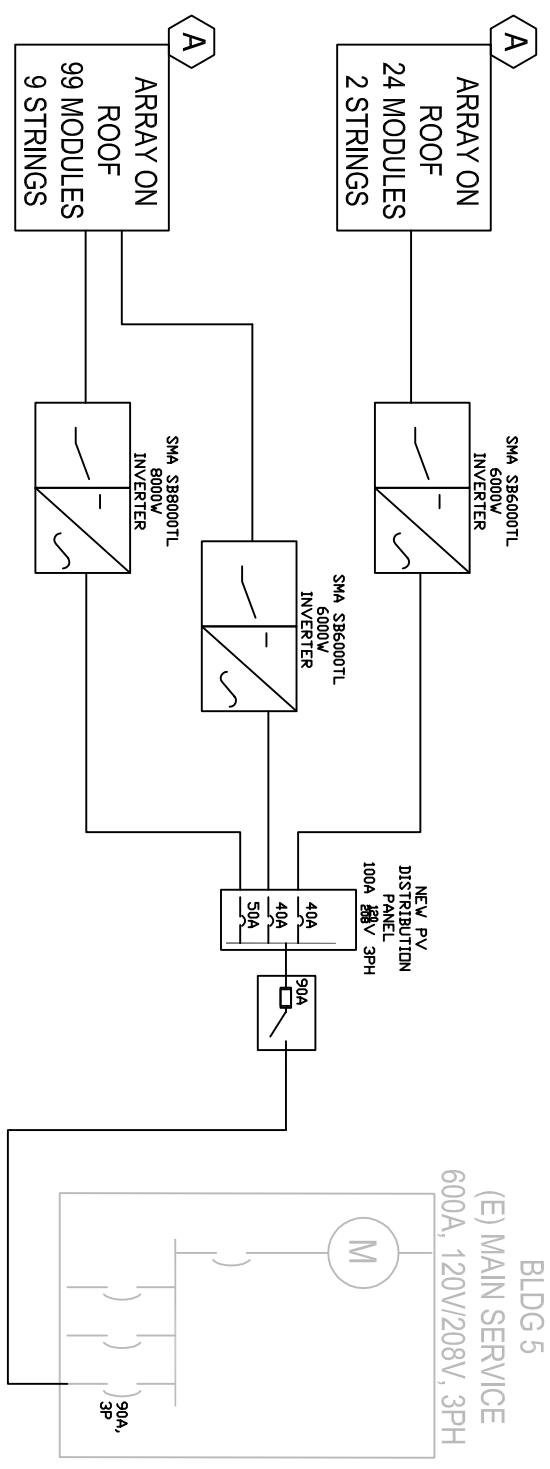 A
ARRAY ON
ROOF
24 MODULES
2 STRINGS
A
ARRAY ON
ROOF
99 MODULES
9 STRINGS
SMA SB6000TL
6000W
INVERTER
SMA SB6000TL
6000W
INVERTER
SMA SB8000TL
8000W
INVERTER
NEW PV
DISTRIBUTION
PANEL
100A 3PH
40A
40A
50A
90A
BLDG 5
(E) MAIN SERVICE
600A, 120V/208V, 3PH
M
90A,
3P